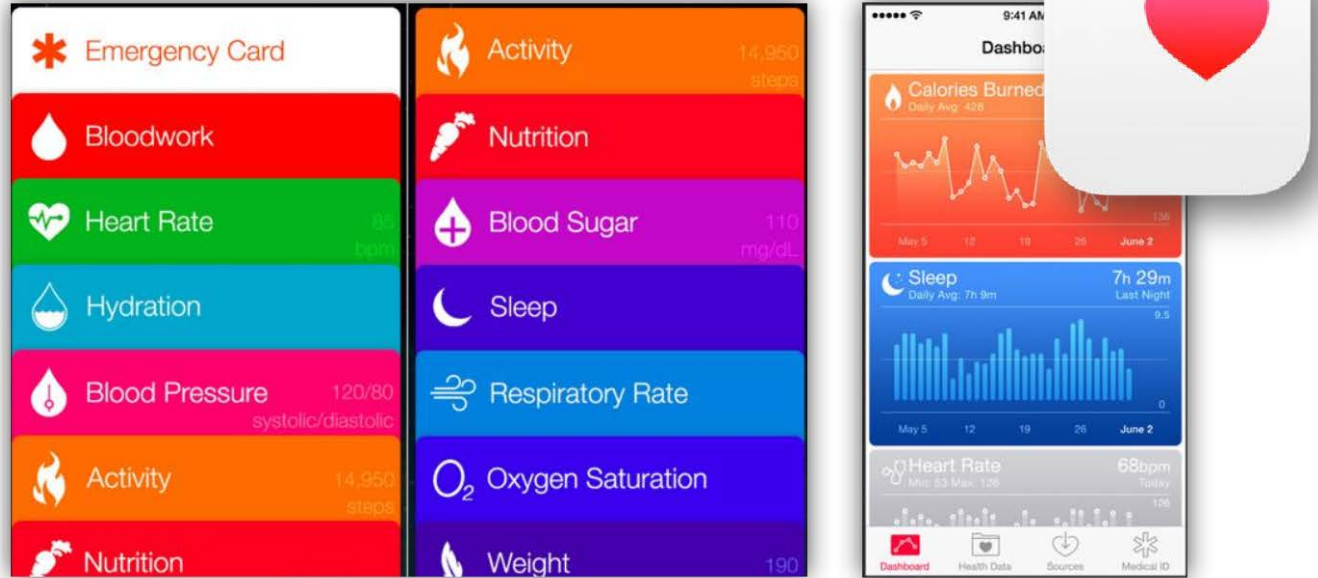 Emergency Card
Bloodwork
Heart Rate
85
bpm
Hydration
Blood Pressure
120/80
systolic/diastolic
Activity
14,950
steps
Nutrition
Activity
14,950
steps
Nutrition
Blood Sugar
110
mg/dL
Sleep
Respiratory Rate
O2 Oxygen Saturation
Weight
190
9:41 AM
Calories Burned
Daily Avg: 428
136
May 5 12 19 26 June 2
Sleep 7h 29m
Daily Avg: 7h 9m Last Night
9.5
0
May 5 12 19 26 June 2
Heart Rate 68bpm
Min: 53 Max: 126 Today
126
Dashboard Health Data Sources Medical ID